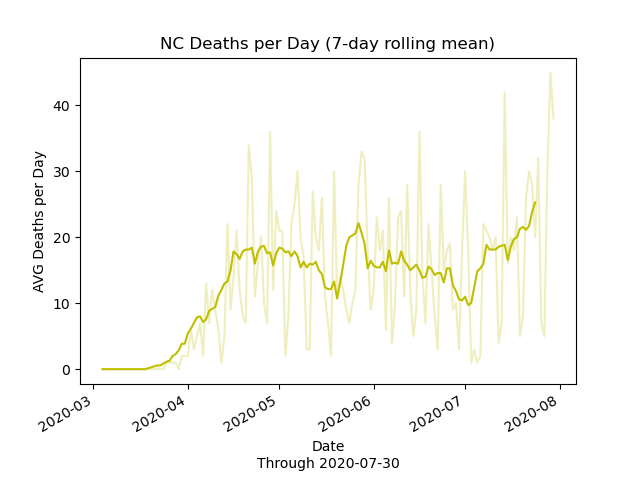 NC Deaths per Day (7-day rolling mean)
AVG Deaths per Day
40
30
20
10
0
2020-03
2020-04
2020-05
2020-06
2020-07
2020-08
Date
Through 2020-07-30